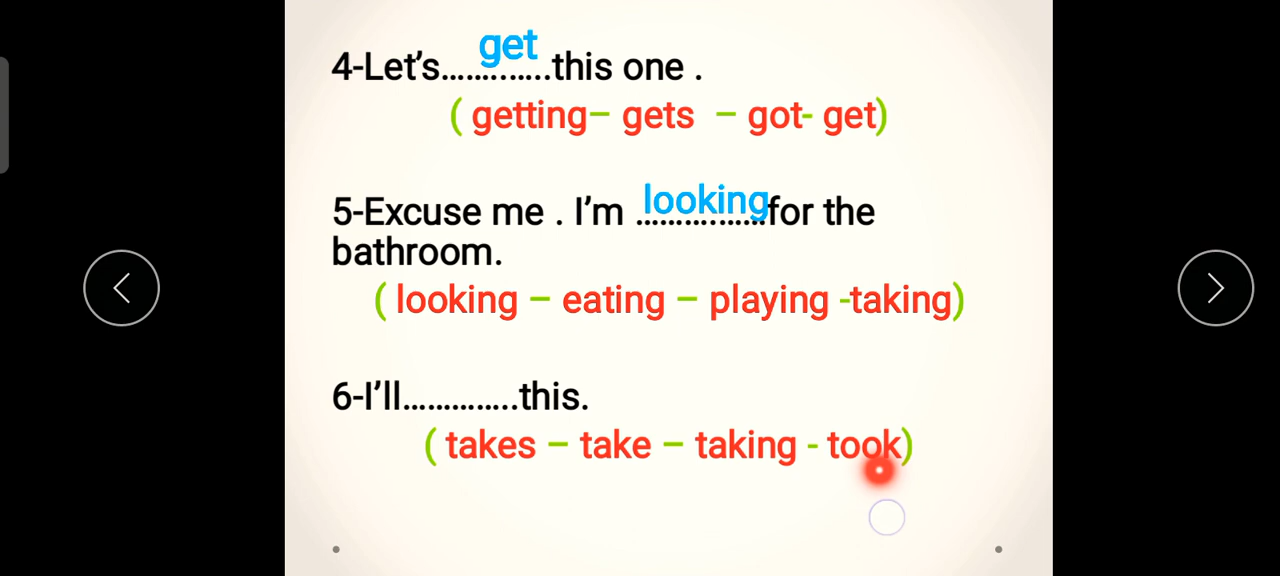 get
4-Let’s…………..this one .
( getting– gets – got- get)
looking
5-Excuse me . I’m ……………for the
bathroom.
( looking – eating – playing -taking)
6-I’ll…………..this.
( takes – take – taking - took)